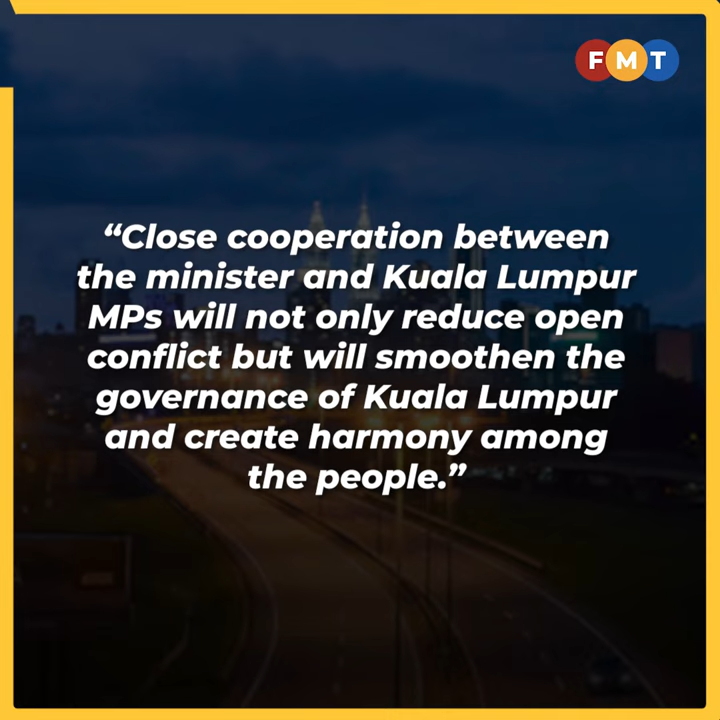 FMT
“Close cooperation between
the minister and Kuala Lumpur
MPs will not only reduce open
conflict but will smoothen the
governance of Kuala Lumpur
and create harmony among
the people.”